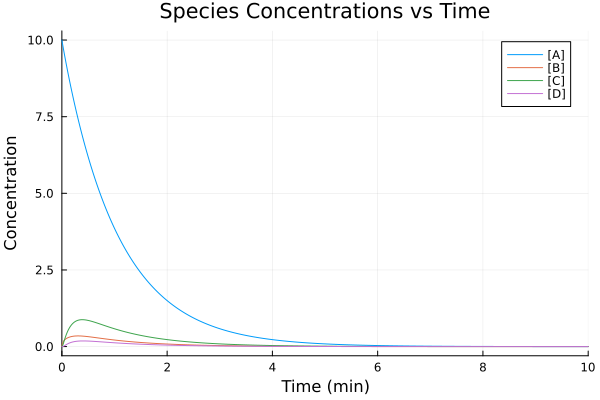 Species Concentrations vs Time
10.0
7.5
5.0
2.5
0.0
Concentration
[A]
[B]
[C]
[D]
0 2 4 6 8 10
Time (min)